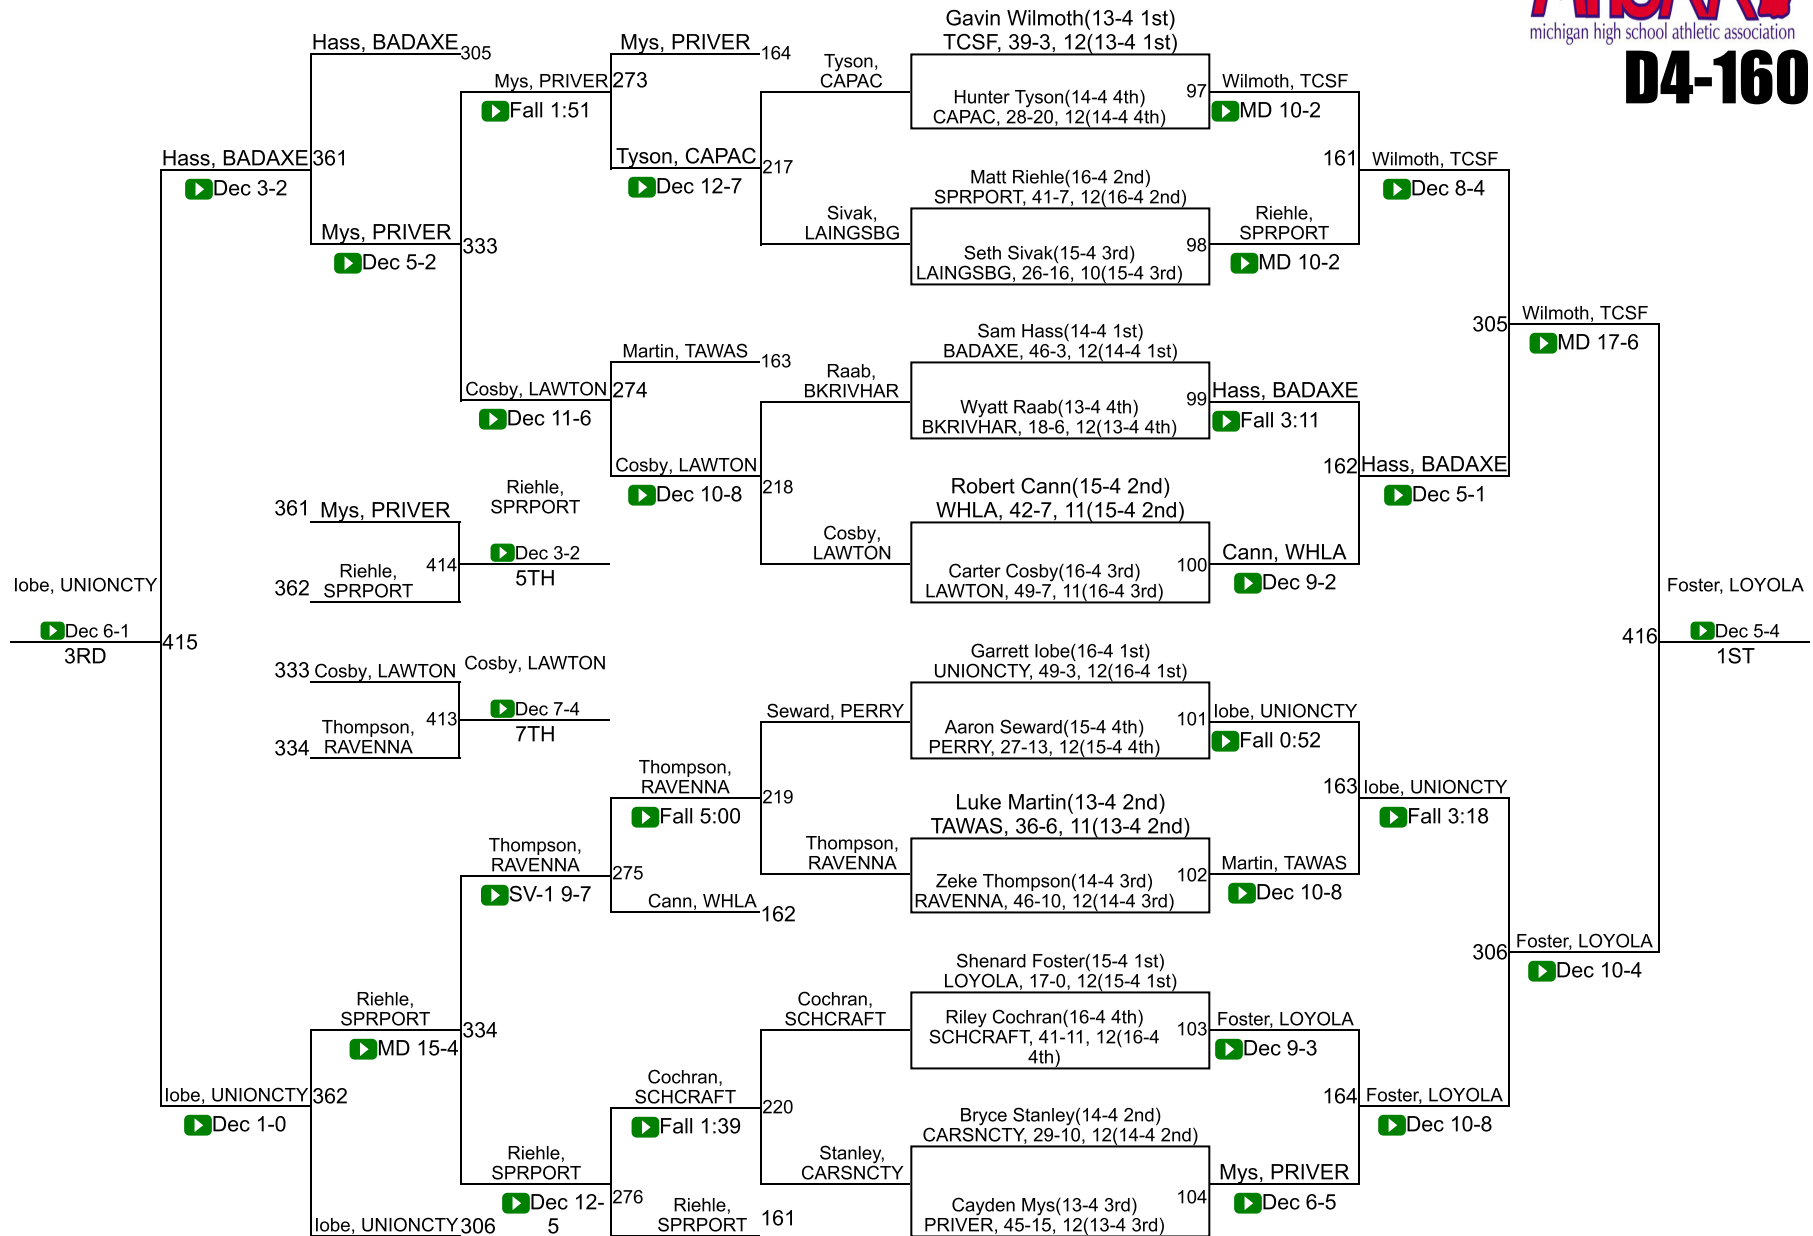 MHSAA
michigan high school athletic association
D4-160
Hass, BADAXE
305
Hass, BADAXE
361
Dec 3-2
Mys, PRIVER
333
Dec 5-2
Mys, PRIVER
273
Fall 1:51
Mys, PRIVER
164
Tyson, CAPAC
217
Dec 12-7
Tyson,
CAPAC
Sivak,
LAINGSBG
Martin, TAWAS
163
Cosby, LAWTON
274
Dec 11-6
Cosby, LAWTON
218
Dec 10-8
Raab,
BKRIVHAR
Cosby,
LAWTON
361
Mys, PRIVER
362
Riehle,
SPRPORT
414
Riehle,
SPRPORT
Dec 3-2
5TH
Iobe, UNIONCTY
Dec 6-1
3RD
415
333
Cosby, LAWTON
334
Thompson,
RAVENNA
413
Cosby, LAWTON
Dec 7-4
7TH
Seward, PERRY
Thompson,
RAVENNA
219
Fall 5:00
Thompson,
RAVENNA
Thompson,
RAVENNA
275
SV-1 9-7
Cann, WHLA
162
Riehle,
SPRPORT
334
MD 15-4
Iobe, UNIONCTY
362
Dec 1-0
Iobe, UNIONCTY
306
Riehle,
SPRPORT
276
Dec 12-
5
Cochran,
SCHCRAFT
220
Fall 1:39
Riehle,
SPRPORT
161
Cochran,
SCHCRAFT
Stanley,
CARSNCTY
Gavin Wilmoth(13-4 1st)
TCSF, 39-3, 12(13-4 1st)
Hunter Tyson(14-4 4th)
CAPAC, 28-20, 12(14-4 4th)
97
Wilmoth, TCSF
MD 10-2
Matt Riehle(16-4 2nd)
SPRPORT, 41-7, 12(16-4 2nd)
Seth Sivak(15-4 3rd)
LAINGSBG, 26-16, 10(15-4 3rd)
98
Riehle,
SPRPORT
MD 10-2
161
Wilmoth, TCSF
Dec 8-4
Sam Hass(14-4 1st)
BADAXE, 46-3, 12(14-4 1st)
Wyatt Raab(13-4 4th)
BKRIVHAR, 18-6, 12(13-4 4th)
99
Hass, BADAXE
Fall 3:11
Robert Cann(15-4 2nd)
WHLA, 42-7, 11(15-4 2nd)
Carter Cosby(16-4 3rd)
LAWTON, 49-7, 11(16-4 3rd)
100
Cann, WHLA
Dec 9-2
162
Hass, BADAXE
Dec 5-1
305
Wilmoth, TCSF
MD 17-6
Garrett Iobe(16-4 1st)
UNIONCTY, 49-3, 12(16-4 1st)
Aaron Seward(15-4 4th)
PERRY, 27-13, 12(15-4 4th)
101
Iobe, UNIONCTY
Fall 0:52
Luke Martin(13-4 2nd)
TAWAS, 36-6, 11(13-4 2nd)
Zeke Thompson(14-4 3rd)
RAVENNA, 46-10, 12(14-4 3rd)
102
Martin, TAWAS
Dec 10-8
163
Iobe, UNIONCTY
Fall 3:18
Shenard Foster(15-4 1st)
LOYOLA, 17-0, 12(15-4 1st)
Riley Cochran(16-4 4th)
SCHCRAFT, 41-11, 12(16-4
4th)
103
Foster, LOYOLA
Dec 9-3
Bryce Stanley(14-4 2nd)
CARSNCTY, 29-10, 12(14-4 2nd)
Cayden Mys(13-4 3rd)
PRIVER, 45-15, 12(13-4 3rd)
104
Mys, PRIVER
Dec 6-5
164
Foster, LOYOLA
Dec 10-8
306
Foster, LOYOLA
Dec 10-4
416
Foster, LOYOLA
Dec 5-4
1ST